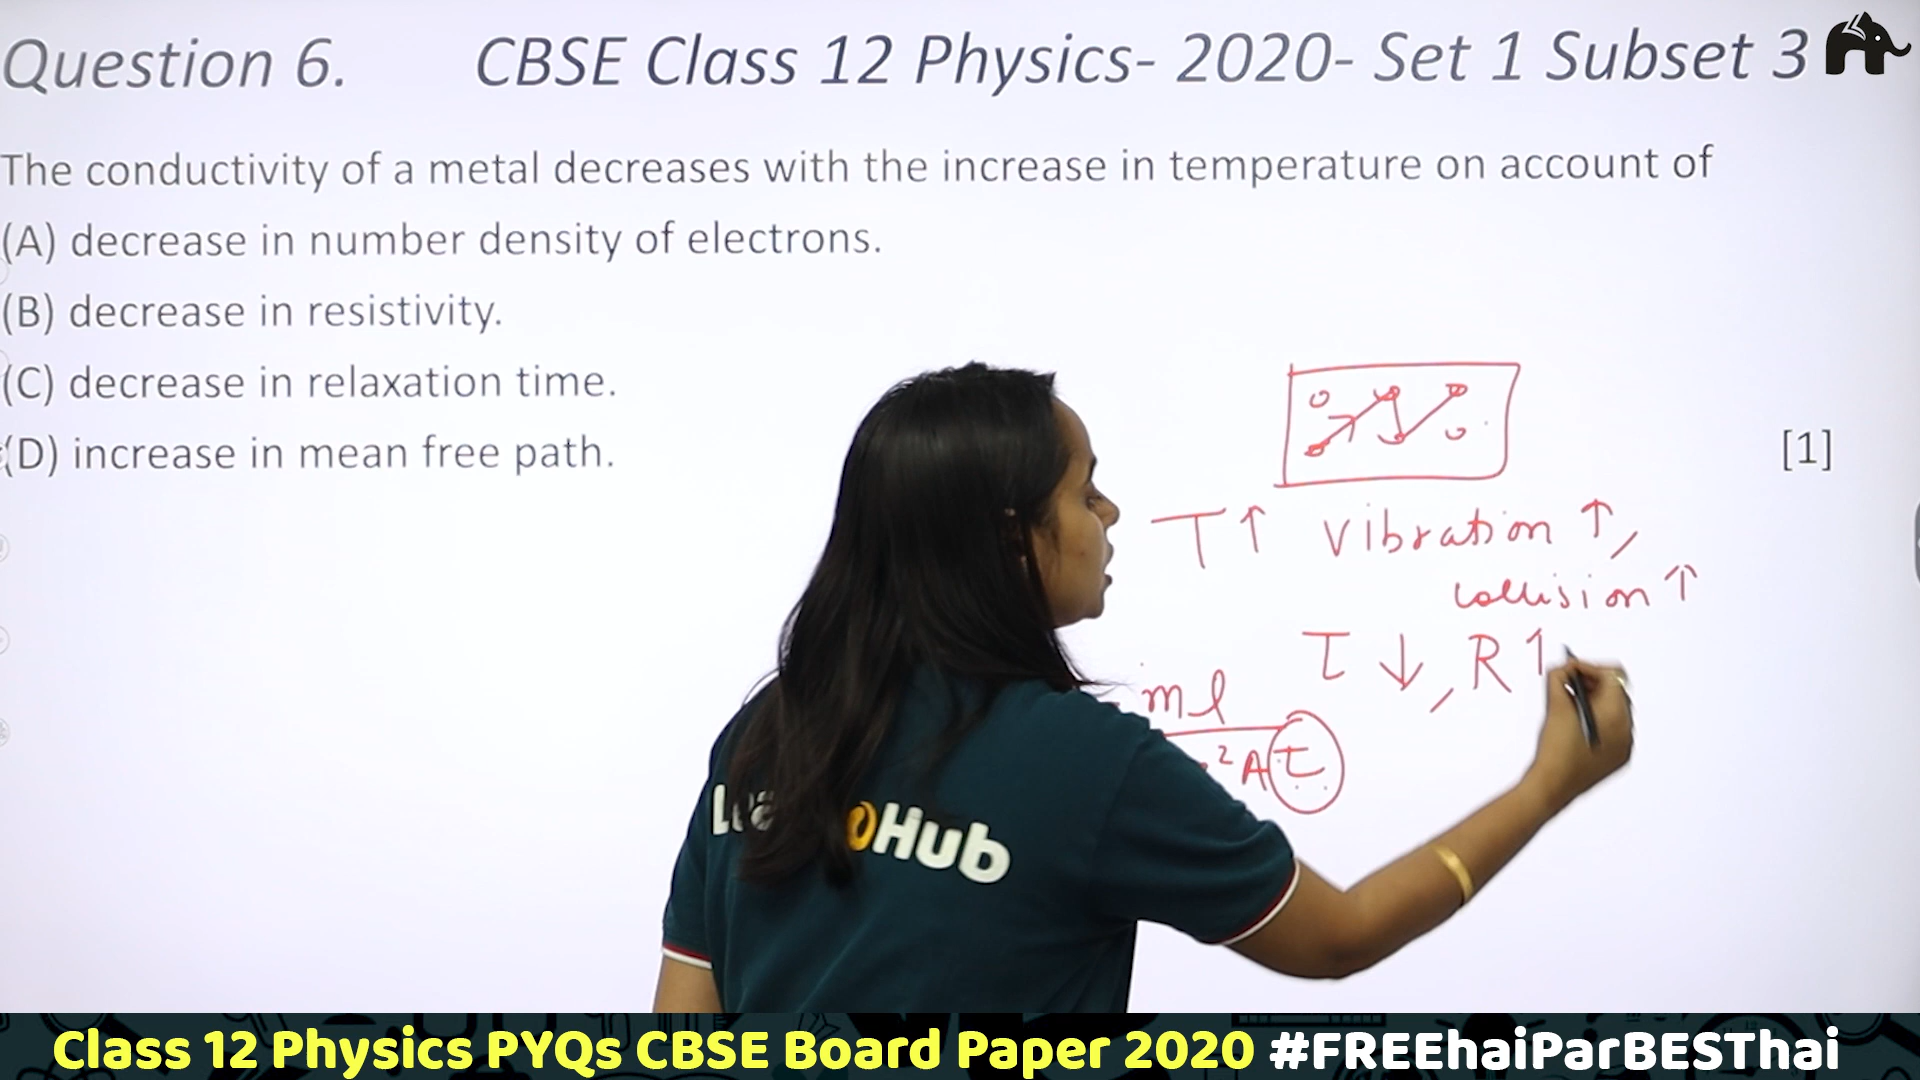 Question 6. CBSE Class 12 Physics- 2020- Set 1 Subset 3
The conductivity of a metal decreases with the increase in temperature on account of
(A) decrease in number density of electrons.
(B) decrease in resistivity.
(C) decrease in relaxation time.
(D) increase in mean free path.
[1]
T↑ Vibration ↑,
collision ↑
τ ↓, R ↑
ml
²Aτ
Hub
Class 12 Physics PYQs CBSE Board Paper 2020 #FREEhaiParBESThai